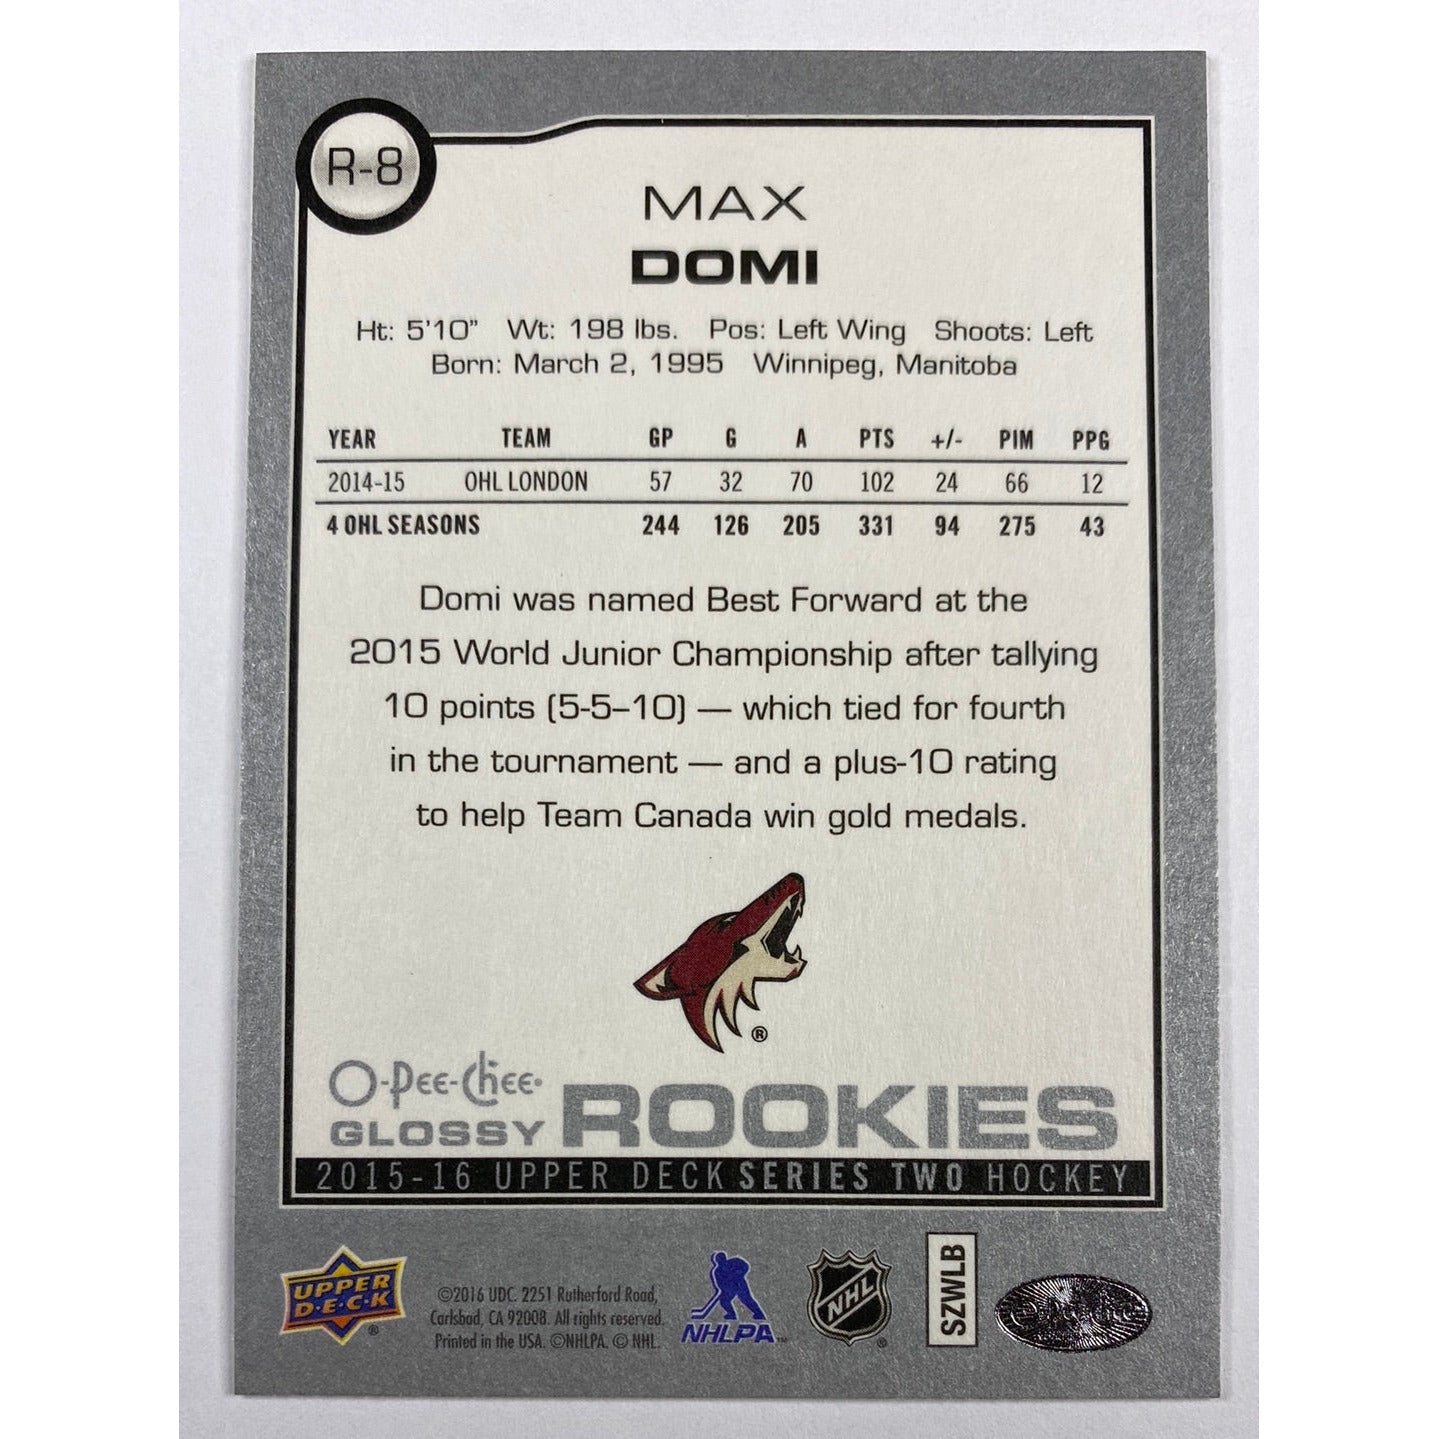 R-8
MAX
DOMI
Ht: 5'10" Wt: 198 lbs. Pos: Left Wing Shoots: Left
Born: March 2, 1995 Winnipeg, Manitoba
YEAR TEAM GP G A PTS +/- PIM PPG
2014-15 OHL LONDON 57 32 70 102 24 66 12
4 OHL SEASONS 244 126 205 331 94 275 43
Domi was named Best Forward at the
2015 World Junior Championship after tallying
10 points (5-5–10) — which tied for fourth
in the tournament — and a plus-10 rating
to help Team Canada win gold medals.
®
O-Pee-Chee®
GLOSSY ROOKIES
2015-16 UPPER DECK SERIES TWO HOCKEY
UPPER
D·E·C·K®
©2016 UDC. 2251 Rutherford Road,
Carlsbad, CA 92008. All rights reserved.
Printed in the USA. ©NHLPA. © NHL.
NHLPA™
NHL®
SZWLB
O-Pee-Chee